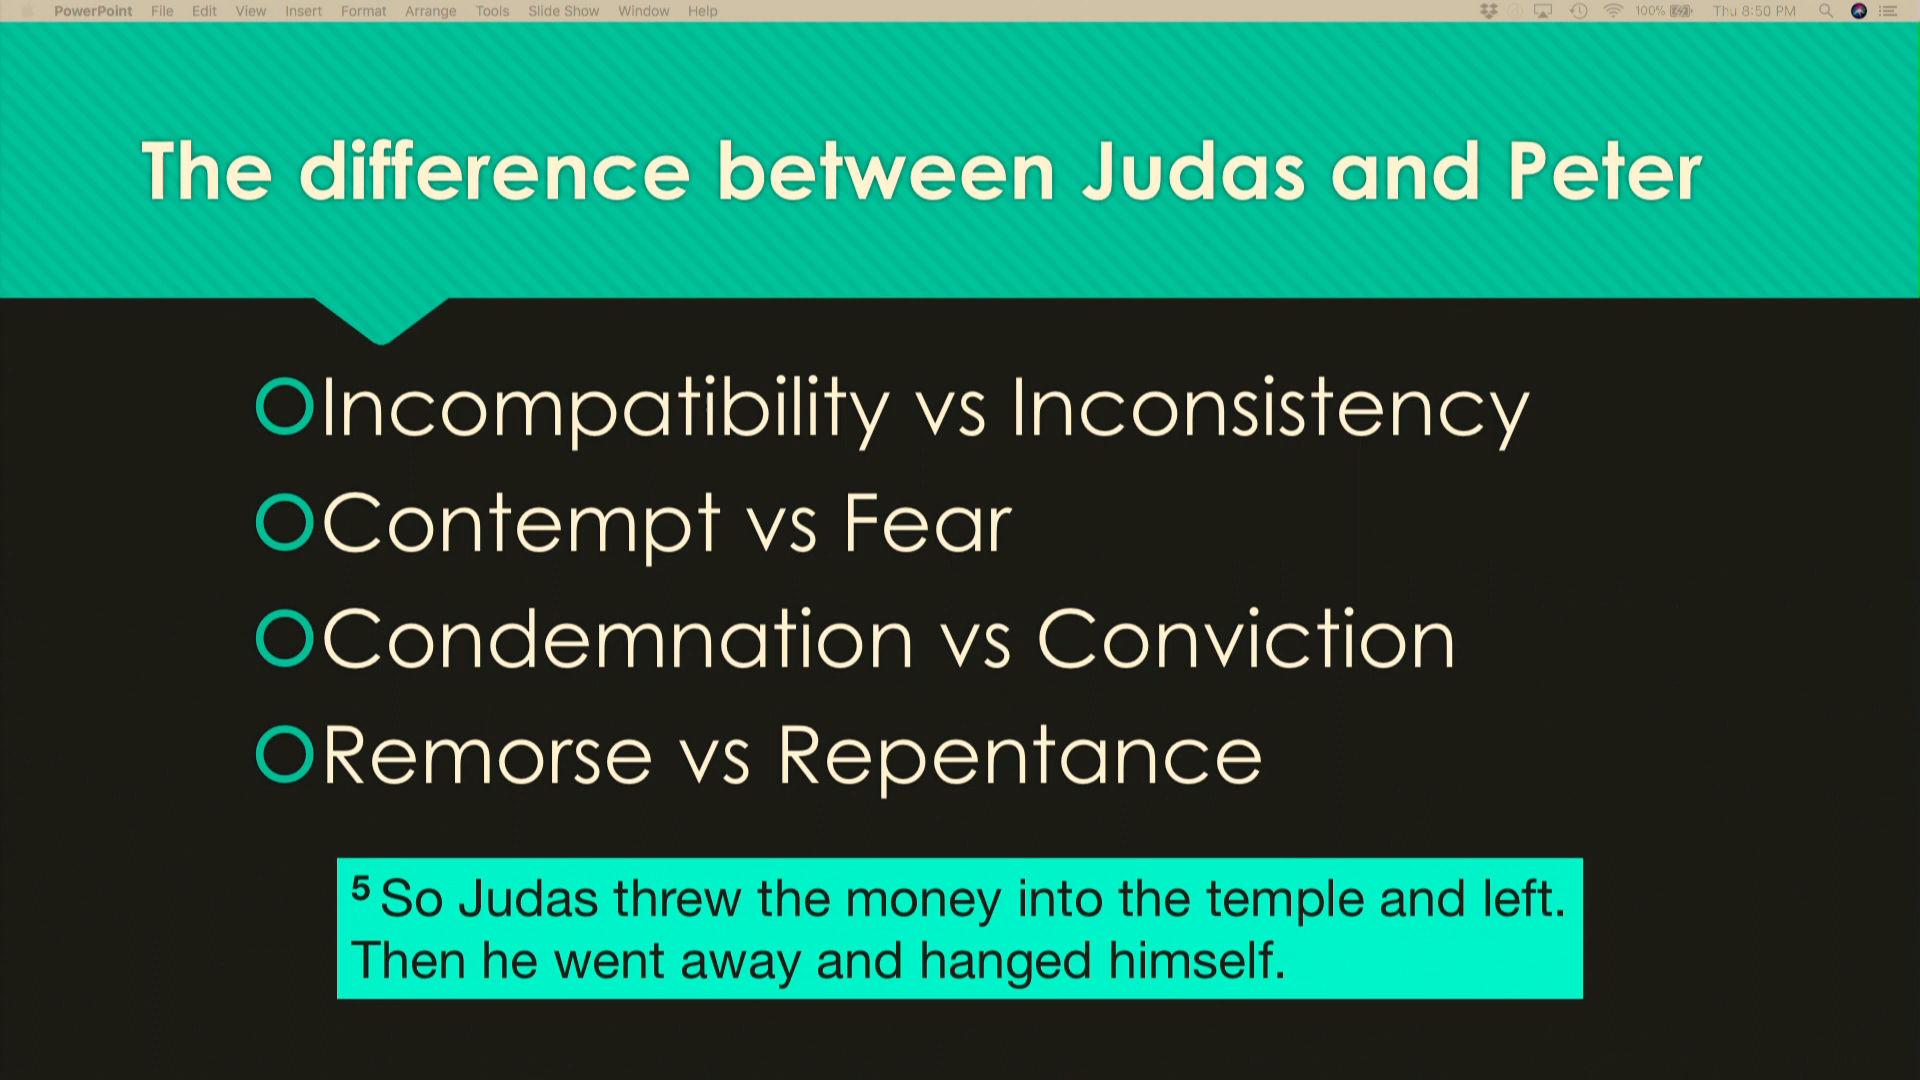 PowerPoint File Edit View Insert Format Arrange Tools Slide Show Window Help 100% Thu 8:50 PM
The difference between Judas and Peter
Incompatibility vs Inconsistency
Contempt vs Fear
Condemnation vs Conviction
Remorse vs Repentance
5 So Judas threw the money into the temple and left.
Then he went away and hanged himself.